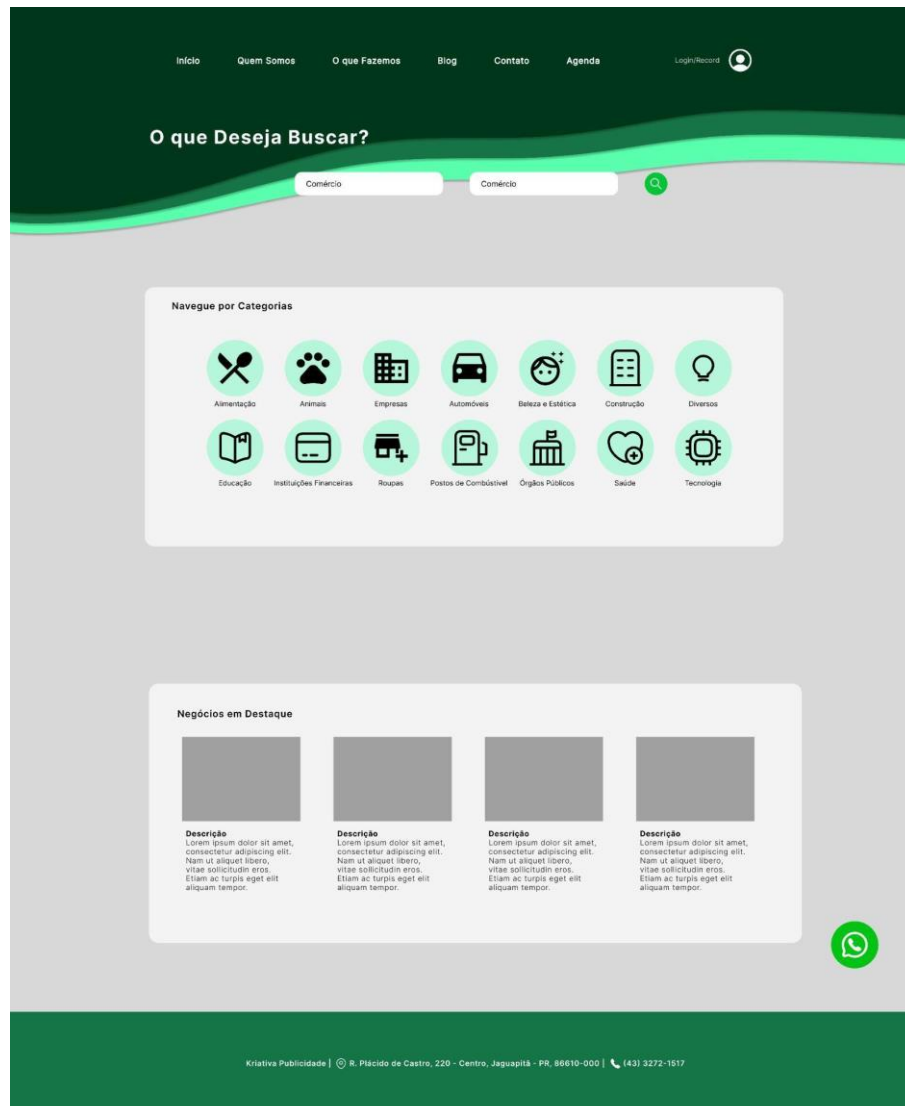 Início Quem Somos O que Fazemos Blog Contato Agenda Login/Record
O que Deseja Buscar?
Comércio Comércio
Navegue por Categorias
Alimentação Animais Empresas Automóveis Beleza e Estética Construção Diversos
Educação Instituições Financeiras Roupas Postos de Combústivel Órgãos Públicos Saúde Tecnologia
Negócios em Destaque
Descrição Descrição Descrição Descrição
Lorem ipsum dolor sit amet, Lorem ipsum dolor sit amet, Lorem ipsum dolor sit amet, Lorem ipsum dolor sit amet,
consectetur adipiscing elit. consectetur adipiscing elit. consectetur adipiscing elit. consectetur adipiscing elit.
Nam ut aliquet libero, Nam ut aliquet libero, Nam ut aliquet libero, Nam ut aliquet libero,
vitae sollicitudin eros. vitae sollicitudin eros. vitae sollicitudin eros. vitae sollicitudin eros.
Etiam ac turpis eget elit Etiam ac turpis eget elit Etiam ac turpis eget elit Etiam ac turpis eget elit
aliquam tempor. aliquam tempor. aliquam tempor. aliquam tempor.
Kriativa Publicidade | R. Plácido de Castro, 220 - Centro, Jaguapitã - PR, 86610-000 | (43) 3272-1517